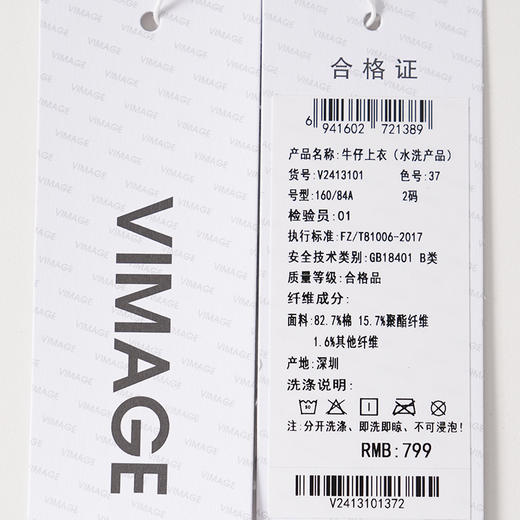 VIMAGE
合格证
6 941602 721389
产品名称:牛仔上衣(水洗产品)
货号:V2413101 色号:37
号型:160/84A 2码
检验员:01
执行标准:FZ/T81006-2017
安全技术类别:GB18401 B类
质量等级:合格品
纤维成分:
面料:82.7%棉 15.7%聚酯纤维
1.6%其他纤维
产地:深圳
洗涤说明:
注:分开洗涤、即洗即晾、不可浸泡!
RMB:799
V2413101372